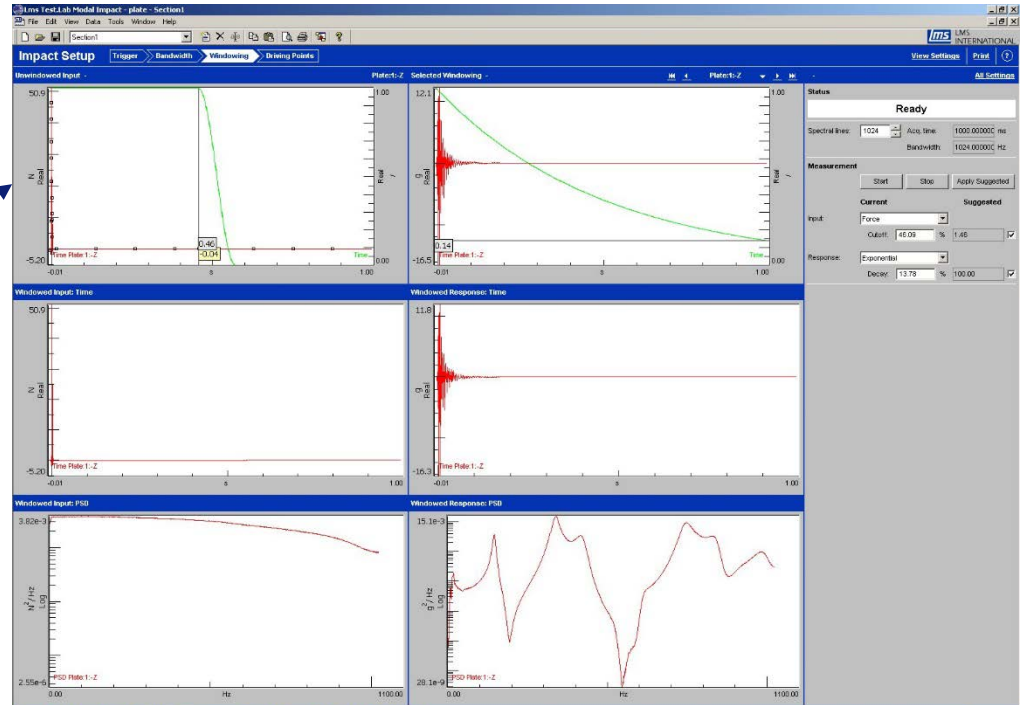 Lms Test.Lab Modal Impact - plate - Section1
File Edit View Data Tools Window Help
Section1
LMS INTERNATIONAL
Impact Setup Trigger Bandwidth Windowing Driving Points View Settings Print ?
Unwindowed Input - Plate:1:-Z
Selected Windowing - Plate:1:-Z
All Settings
50.9
N
Real
-5.20
1.00
Real
/
0.00
0.46
-0.04
Time Plate:1:-Z
Time...
-0.01 s 1.00
12.1
g
Real
-16.5
1.00
Real
/
0.00
0.14
Time Plate:1:-Z
Time...
-0.01 s 1.00
Status
Ready
Spectral lines: 1024 Acq. time: 1000.000000 ms
Bandwidth: 1024.000000 Hz
Measurement
Start Stop Apply Suggested
Current Suggested
Input: Force
Cutoff: 46.09 % 1.46
Response: Exponential
Decay: 13.78 % 100.00
Windowed Input: Time
50.9
N
Real
-5.20
Time Plate:1:-Z
-0.01 s 1.00
Windowed Response: Time
11.8
g
Real
-16.3
Time Plate:1:-Z
-0.01 s 1.00
Windowed Input: PSD
3.82e-3
N²/Hz
Log
2.55e-6
PSD Plate:1:-Z
0.00 Hz 1100.00
Windowed Response: PSD
15.1e-3
g²/Hz
Log
28.1e-9
PSD Plate:1:-Z
0.00 Hz 1100.00